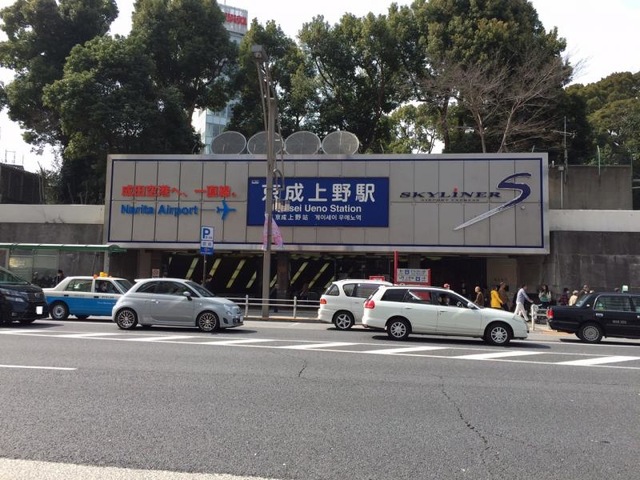 成田空港へ、一直線。
Narita Airport
京成上野駅
Keisei Ueno Station
京成上野站 게이세이 우에노역
SKYLINER
S
P